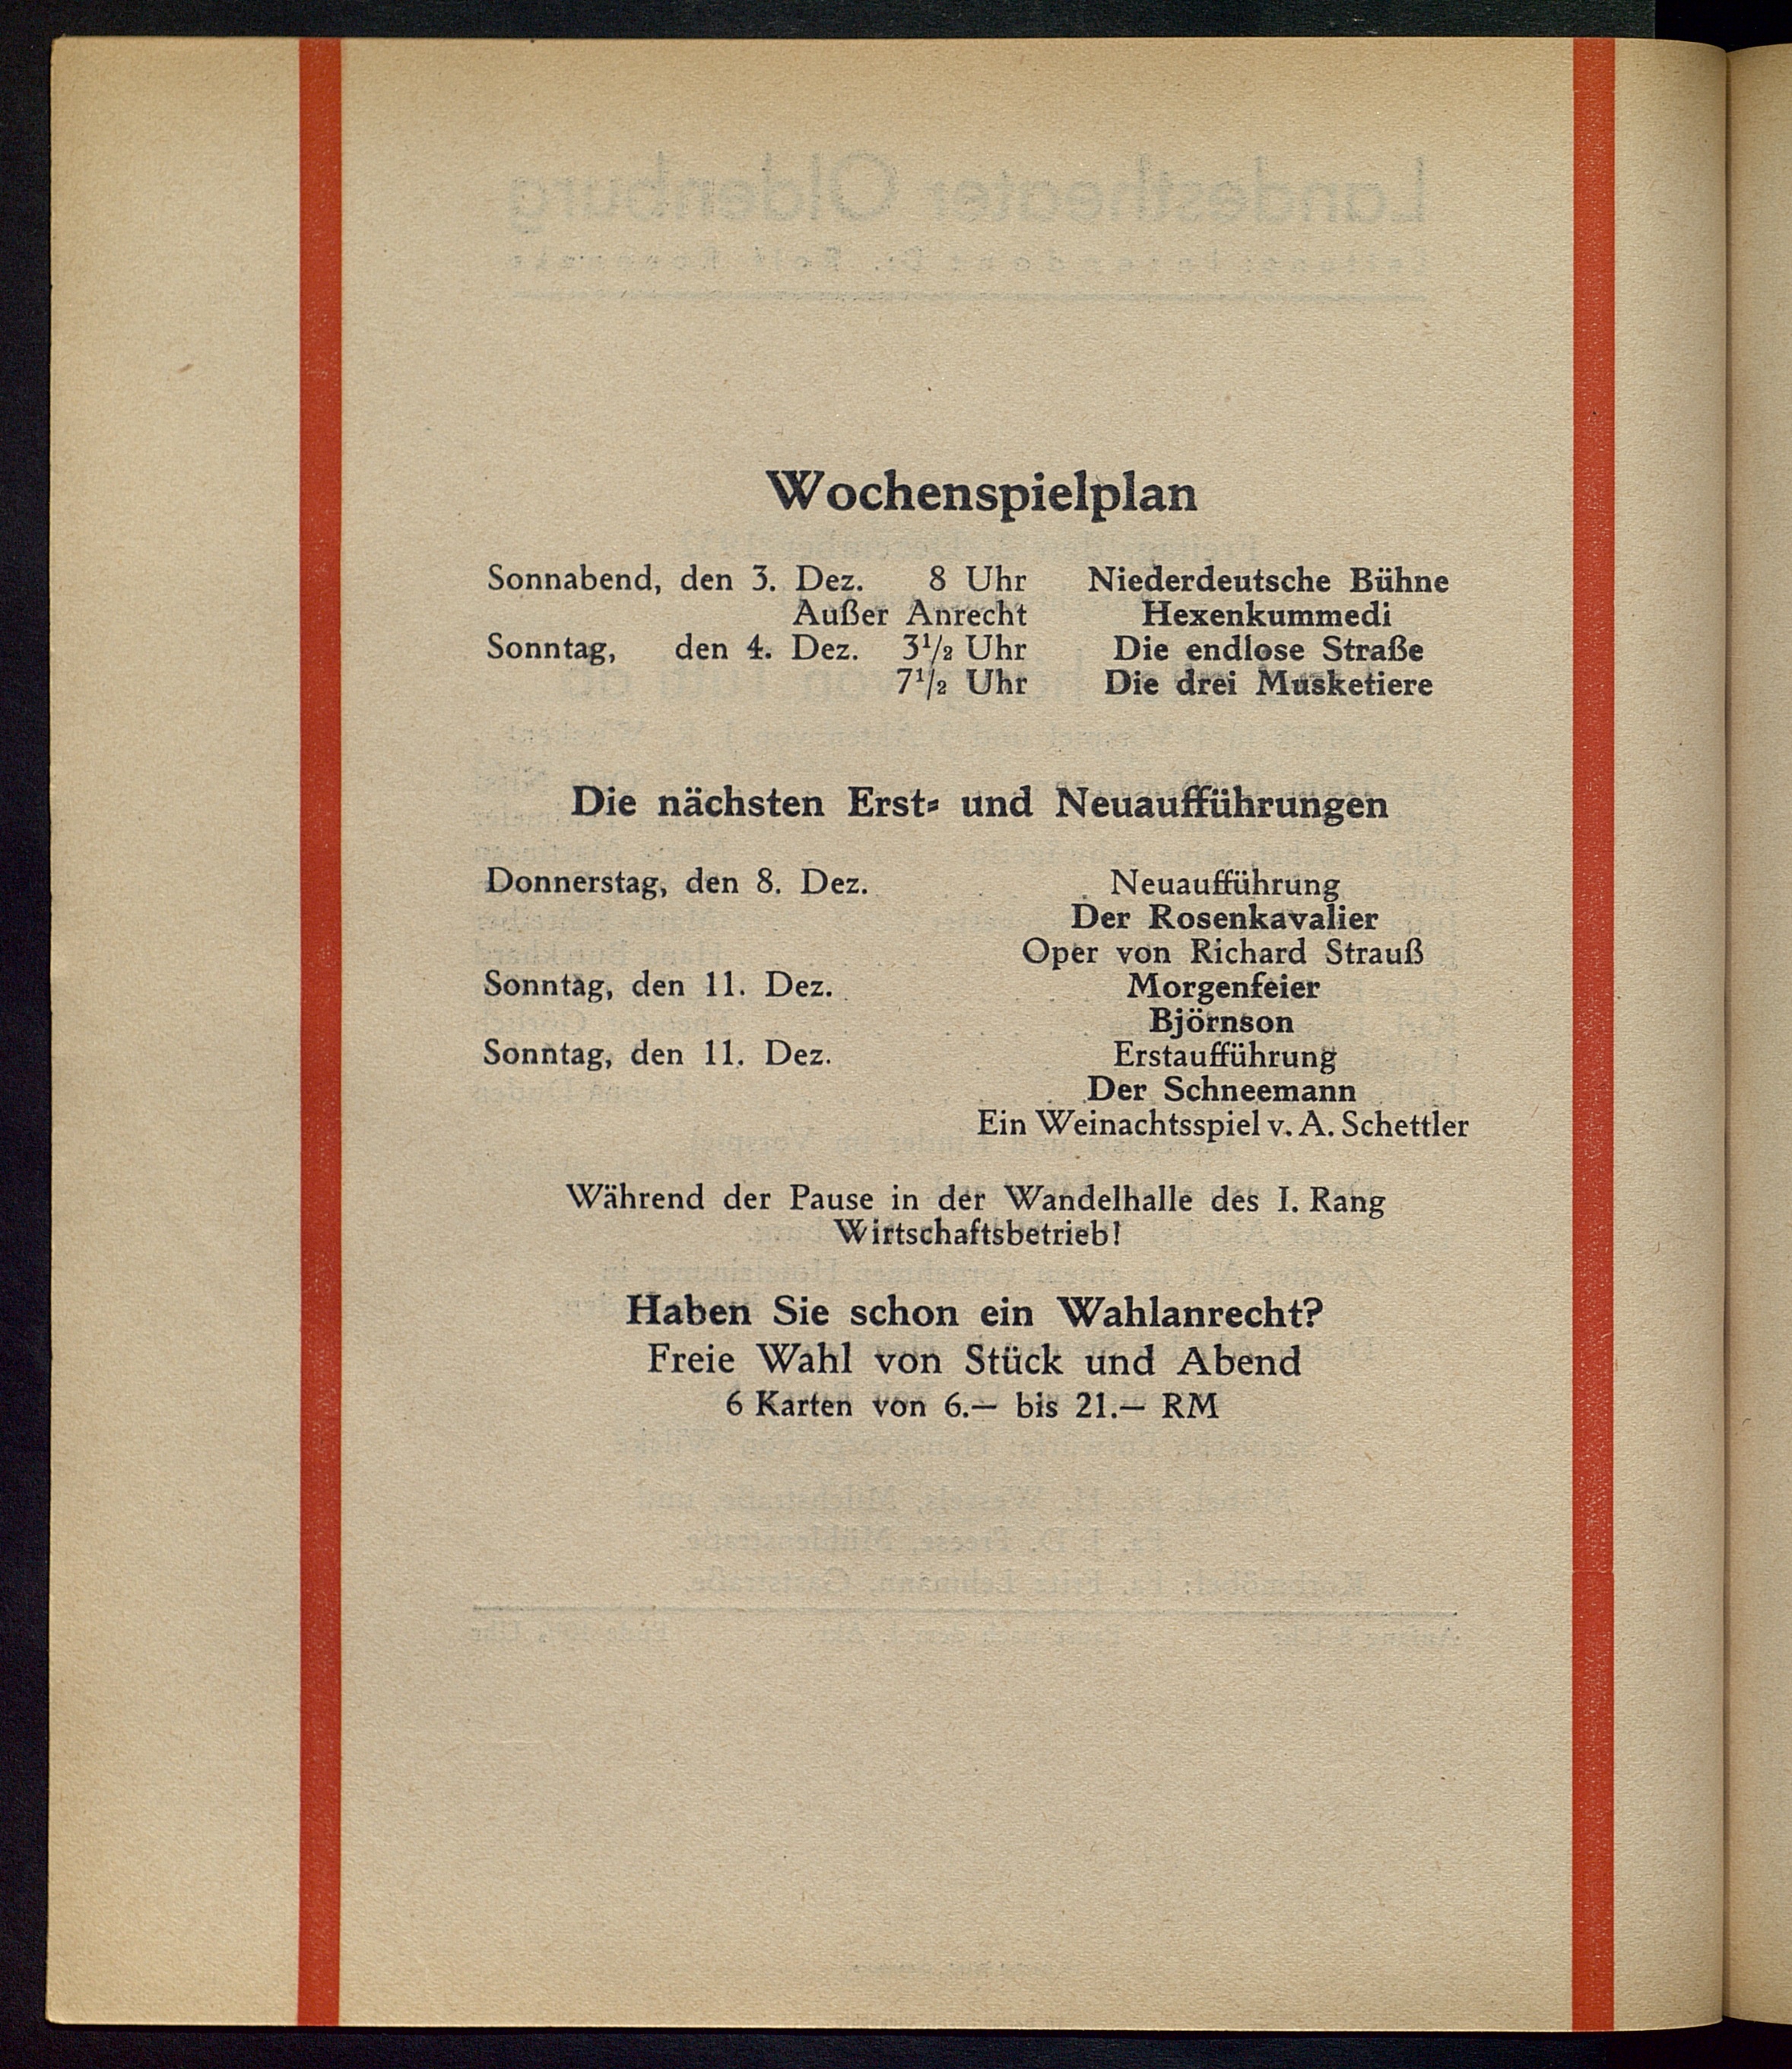 Wochenspielplan
Sonnabend, den 3. Dez. 8 Uhr Niederdeutsche Bühne
Außer Anrecht Hexenkummedi
Sonntag, den 4. Dez. 3½ Uhr Die endlose Straße
7½ Uhr Die drei Musketiere
Die nächsten Erst- und Neuaufführungen
Donnerstag, den 8. Dez. Neuaufführung
Der Rosenkavalier
Oper von Richard Strauß
Sonntag, den 11. Dez. Morgenfeier
Björnson
Sonntag, den 11. Dez. Erstaufführung
Der Schneemann
Ein Weinachtsspiel v. A. Schettler
Während der Pause in der Wandelhalle des I. Rang
Wirtschaftsbetrieb!
Haben Sie schon ein Wahlanrecht?
Freie Wahl von Stück und Abend
6 Karten von 6.— bis 21.— RM